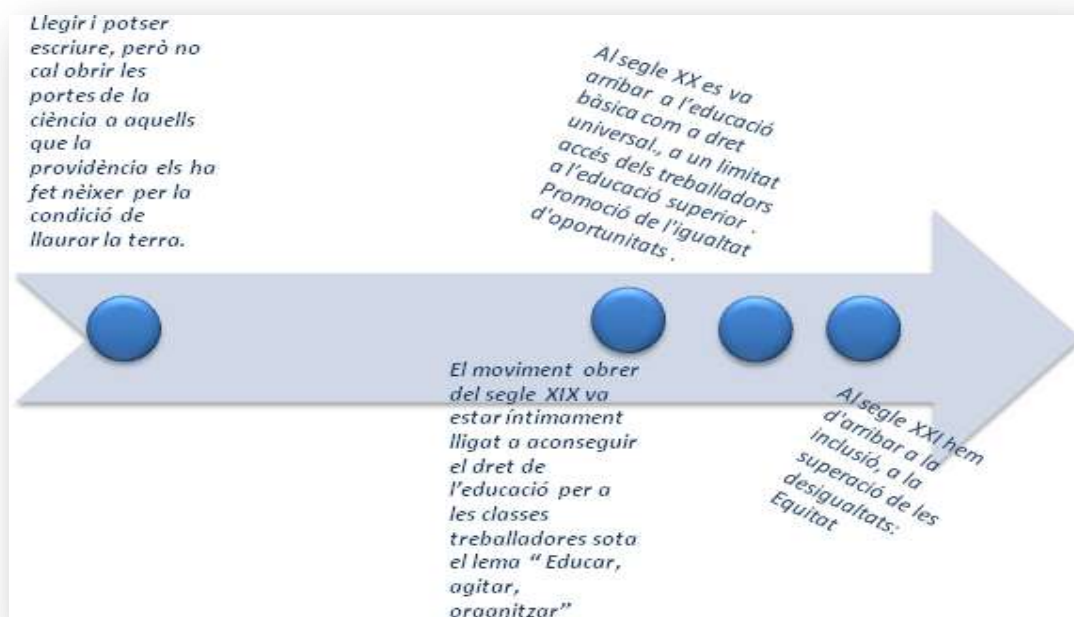 Llegir i potser
escriure, però no
cal obrir les
portes de la
ciència a aquells
que la
providència els ha
fet nèixer per la
condició de
llaurar la terra.
Al segle XX es va
arribar a l'educació
bàsica com a dret
universal., a un limitat
accés dels treballadors
a l'educació superior .
Promoció de l'igualtat
d'oportunitats .
El moviment obrer
del segle XIX va
estar íntimament
lligat a aconseguir
el dret de
l'educació per a
les classes
treballadores sota
el lema “ Educar,
agitar,
organitzar”
Al segle XXI hem
d'arribar a la
inclusió, a la
superació de les
desigualtats:
Equitat